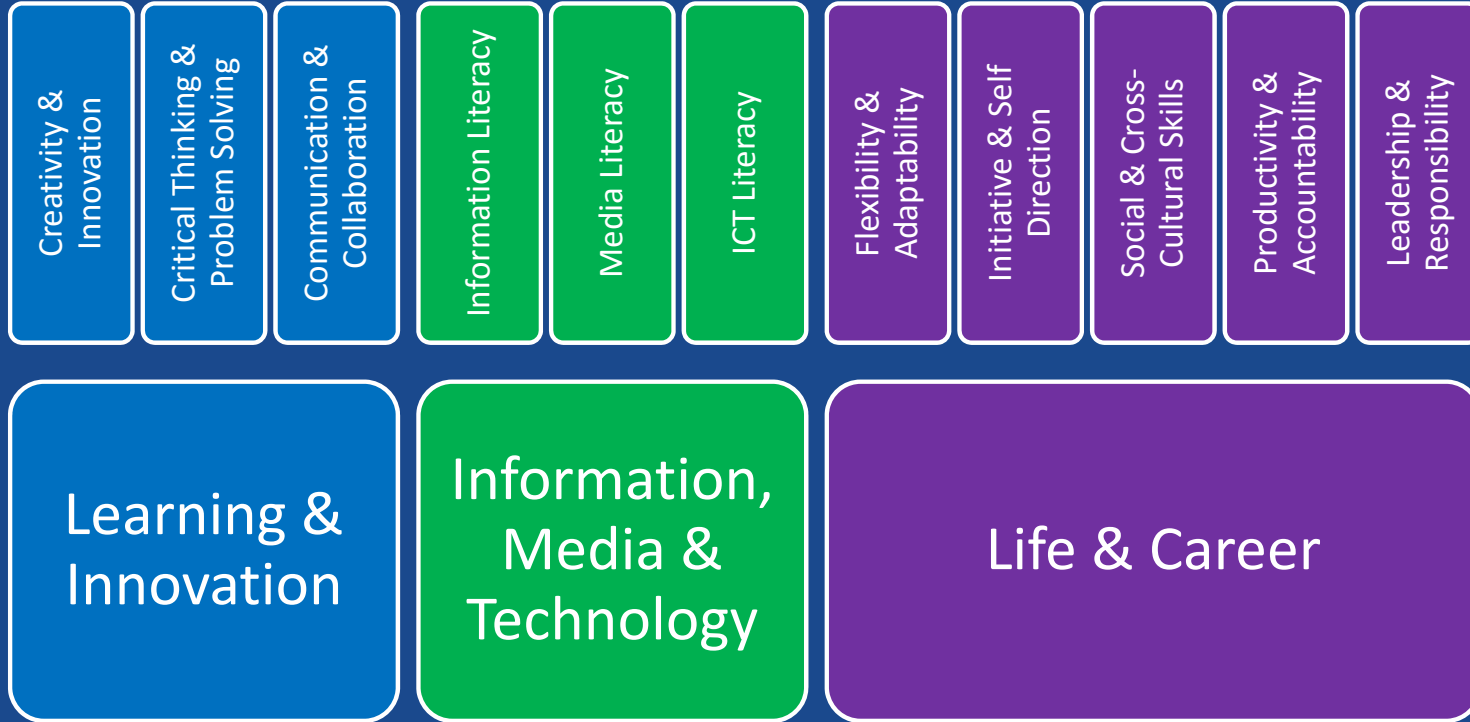 Creativity &
Innovation
Critical Thinking &
Problem Solving
Communication &
Collaboration
Information Literacy
Media Literacy
ICT Literacy
Flexibility &
Adaptability
Initiative & Self
Direction
Social & Cross-
Cultural Skills
Productivity &
Accountability
Leadership &
Responsibility
Learning &
Innovation
Information,
Media &
Technology
Life & Career